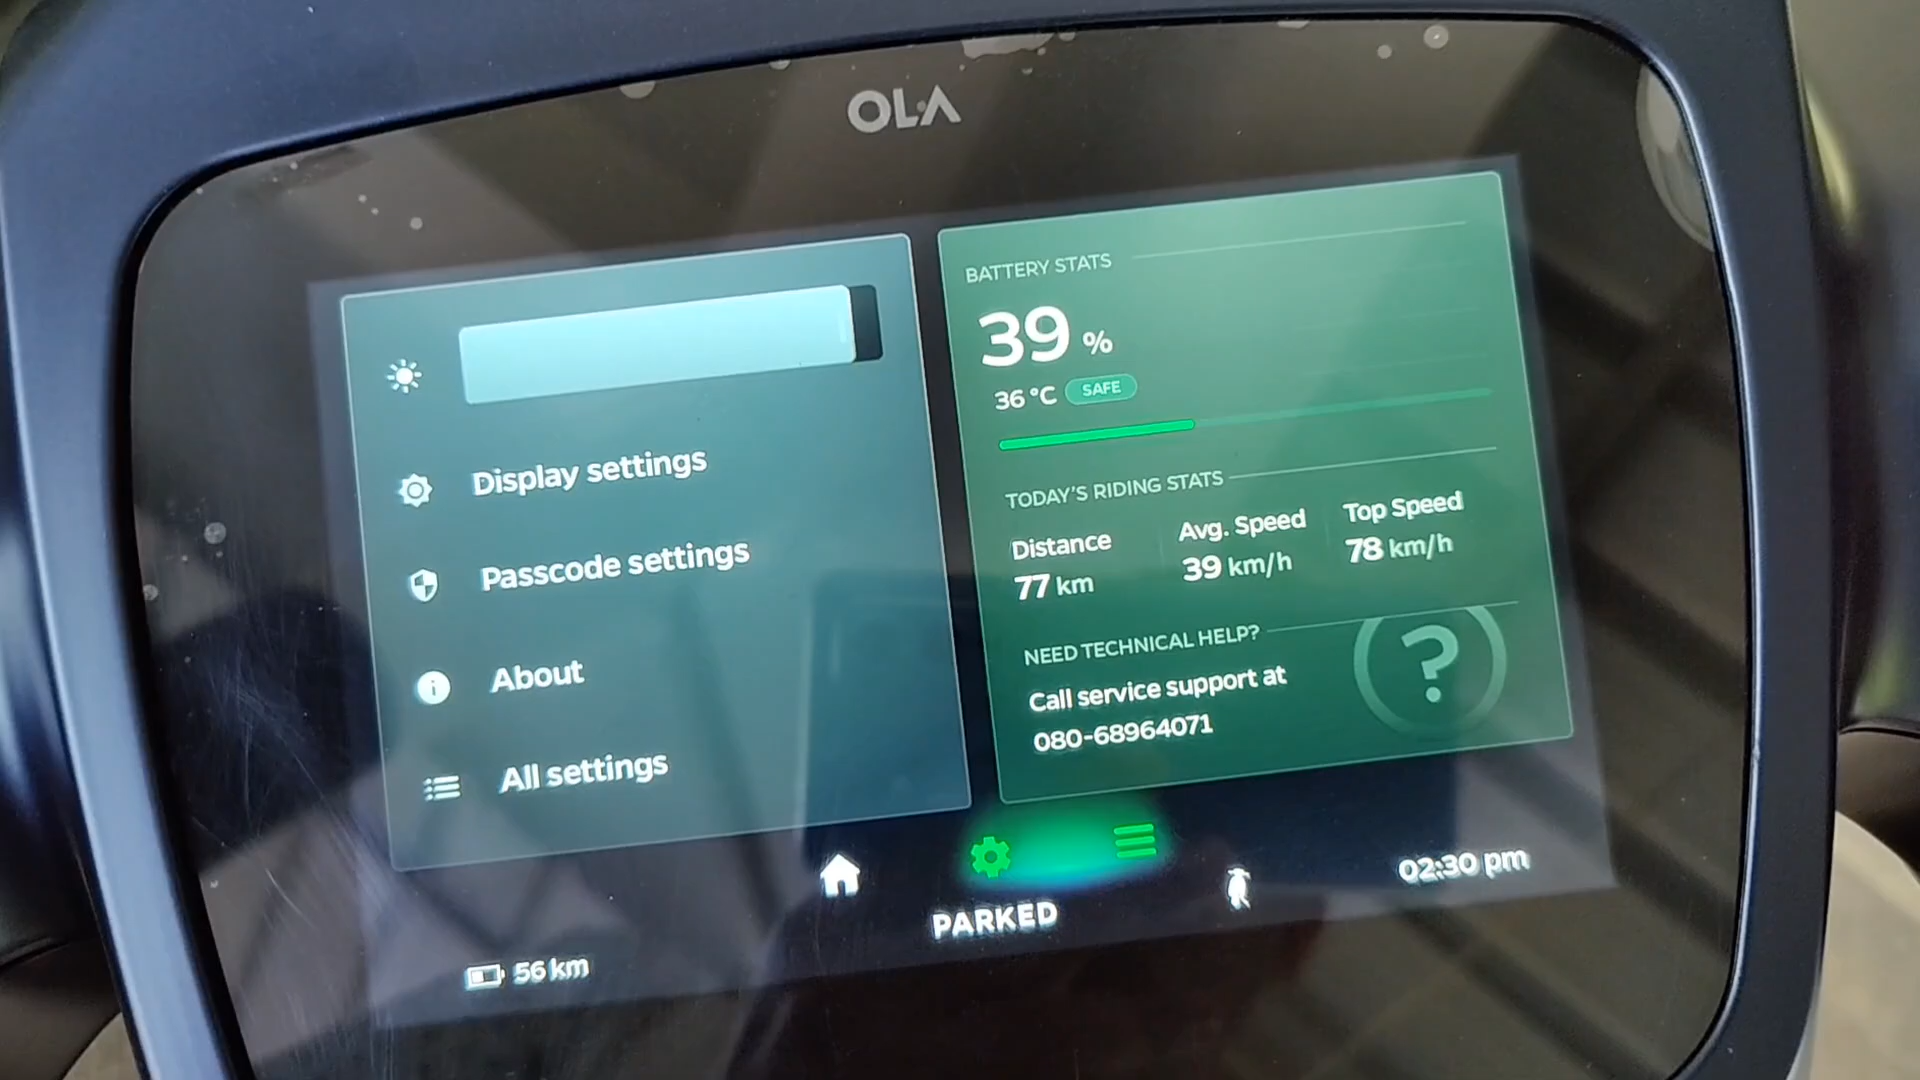 OLA
Display settings
Passcode settings
About
All settings
BATTERY STATS
39 %
36 °C SAFE
TODAY'S RIDING STATS
Distance Avg. Speed Top Speed
77 km 39 km/h 78 km/h
NEED TECHNICAL HELP?
Call service support at
080-68964071
?
PARKED
02:30 pm
56 km